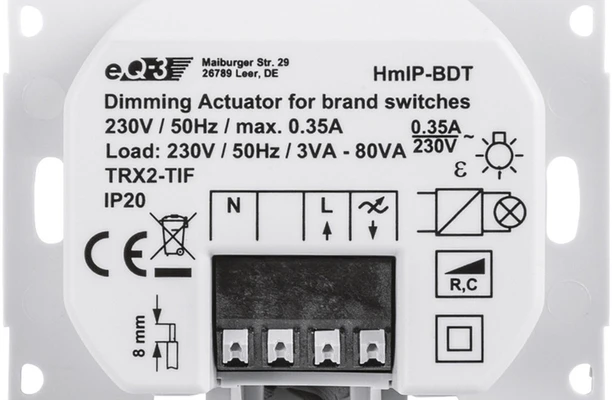 eQ-3
Maiburger Str. 29
26789 Leer, DE
HmIP-BDT
Dimming Actuator for brand switches
230V / 50Hz / max. 0.35A
0.35A
230V ~
Load: 230V / 50Hz / 3VA - 80VA
TRX2-TIF
ε
IP20
N
L
CE
R,C
8 mm